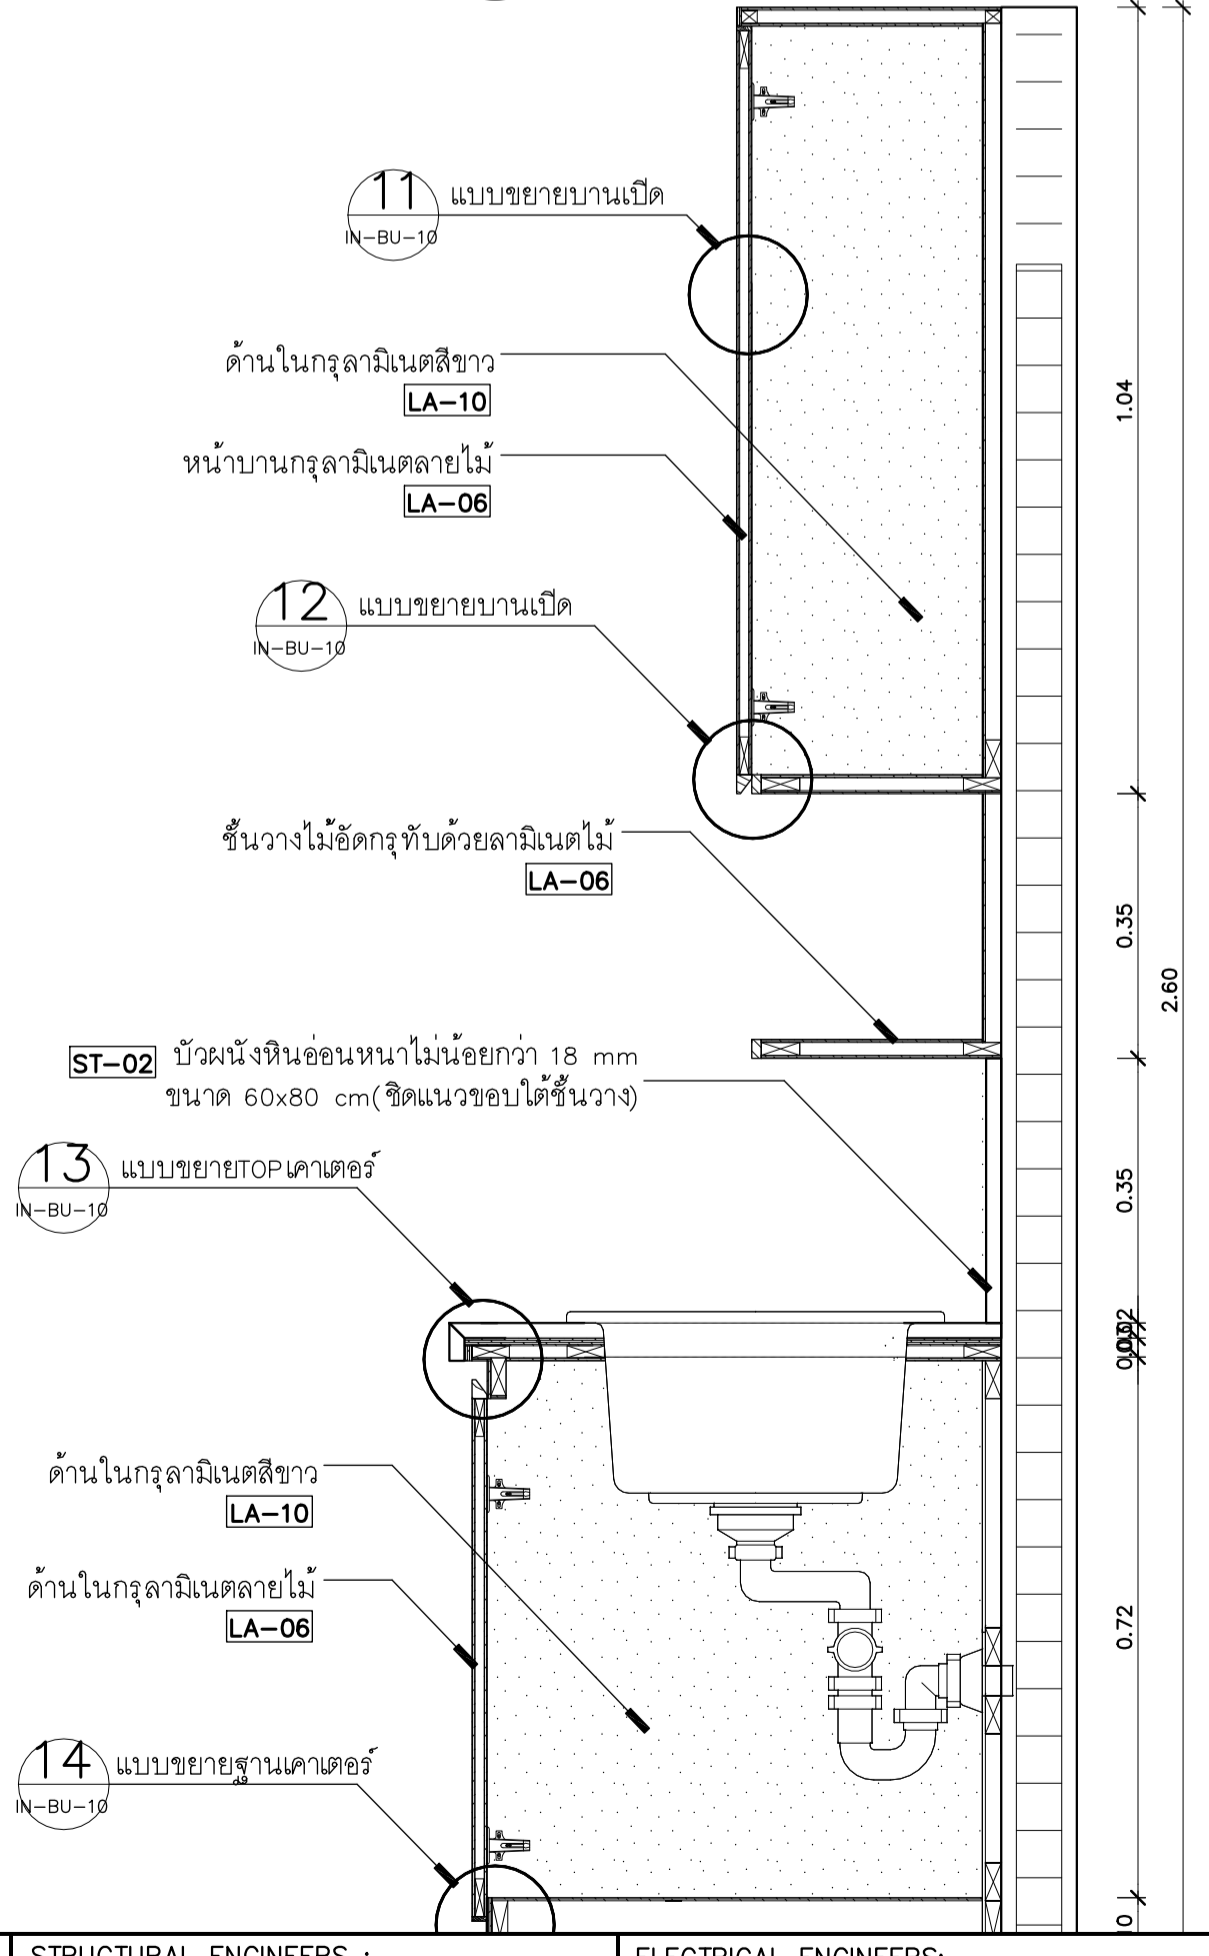 11 แบบขยายบานเปิด
IN-BU-10
ด้านในกรุลามิเนตสีขาว
LA-10
หน้าบานกรุลามิเนตลายไม้
LA-06
12 แบบขยายบานเปิด
IN-BU-10
ชั้นวางไม้อัดกรุทับด้วยลามิเนตไม้
LA-06
ST-02 บัวผนังหินอ่อนหนาไม่น้อยกว่า 18 mm
ขนาด 60x80 cm(ชิดแนวขอบใต้ชั้นวาง)
13 แบบขยายTOPเคาเตอร์
IN-BU-10
ด้านในกรุลามิเนตสีขาว
LA-10
ด้านในกรุลามิเนตลายไม้
LA-06
14 แบบขยายฐานเคาเตอร์
IN-BU-10
1.04
0.35
2.60
0.35
0.72
STRUCTURAL ENGINEERS :
ELECTRICAL ENGINEERS: